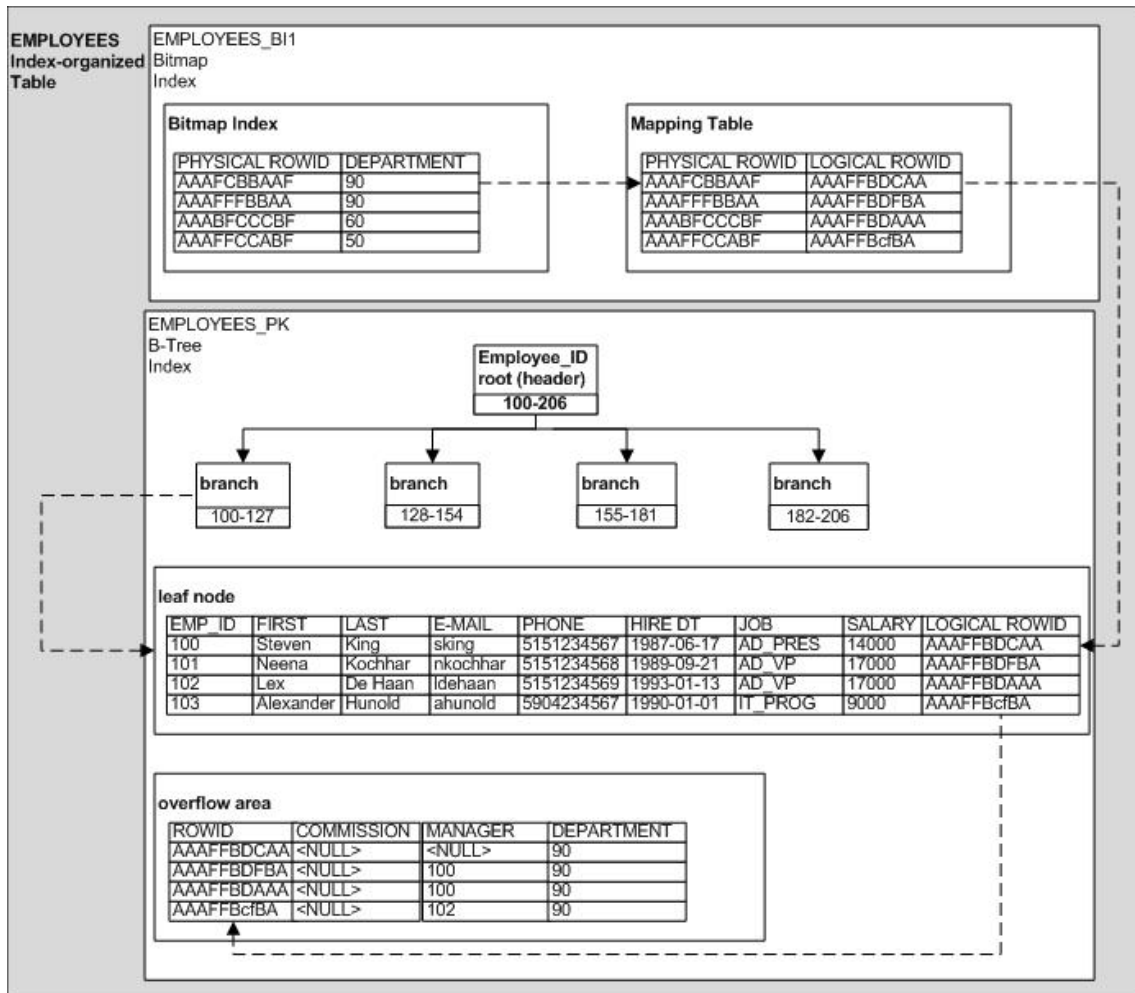 EMPLOYEES
Index-organized
Table
EMPLOYEES_BI1
Bitmap
Index
Bitmap Index
PHYSICAL ROWID DEPARTMENT
AAAFCBBAAF 90
AAAFFFBBAA 90
AAABFCCCBF 60
AAAFFCCABF 50
Mapping Table
PHYSICAL ROWID LOGICAL ROWID
AAAFCBBAAF AAAFFBDCAA
AAAFFFBBAA AAAFFBDFBA
AAABFCCCBF AAAFFBDAAA
AAAFFCCABF AAAFFBcfBA
EMPLOYEES_PK
B-Tree
Index
Employee_ID
root (header)
100-206
branch
100-127
branch
128-154
branch
155-181
branch
182-206
leaf node
EMP_ID FIRST LAST E-MAIL PHONE HIRE DT JOB SALARY LOGICAL ROWID
100 Steven King sking 5151234567 1987-06-17 AD_PRES 14000 AAAFFBDCAA
101 Neena Kochhar nkochhar 5151234568 1989-09-21 AD_VP 17000 AAAFFBDFBA
102 Lex De Haan ldehaan 5151234569 1993-01-13 AD_VP 17000 AAAFFBDAAA
103 Alexander Hunold ahunold 5904234567 1990-01-01 IT_PROG 9000 AAAFFBcfBA
overflow area
ROWID COMMISSION MANAGER DEPARTMENT
AAAFFBDCAA <NULL> <NULL> 90
AAAFFBDFBA <NULL> 100 90
AAAFFBDAAA <NULL> 100 90
AAAFFBcfBA <NULL> 102 90